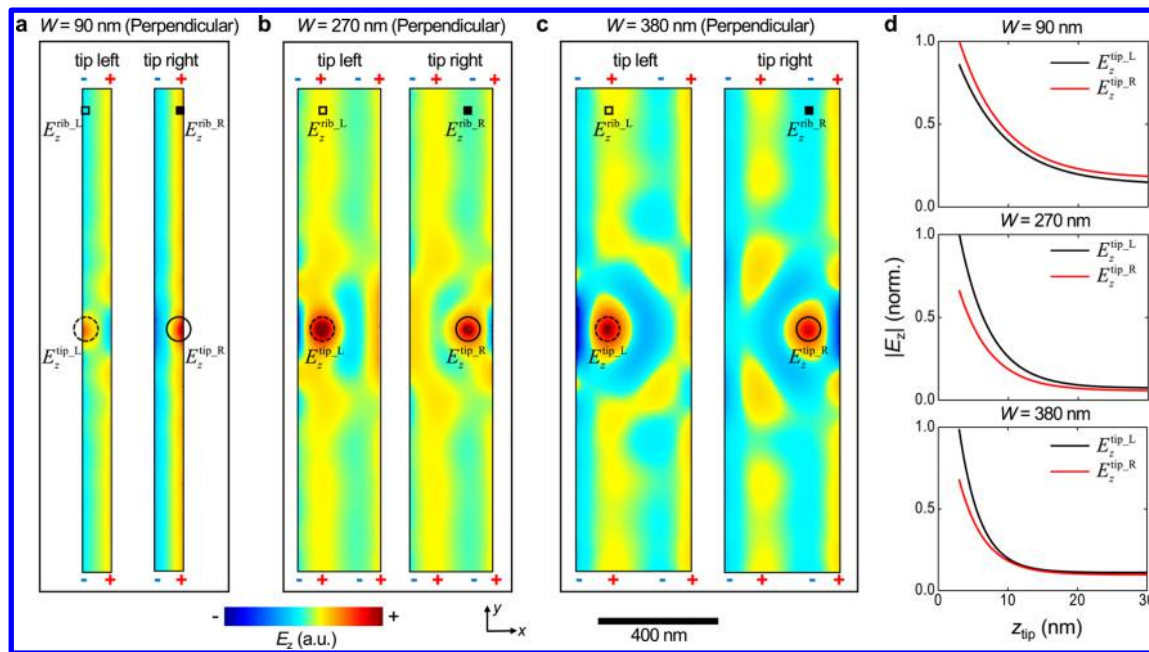 a W = 90 nm (Perpendicular)
tip left tip right
- + - +
E_z^rib_L E_z^rib_R
E_z^tip_L E_z^tip_R
- + - +
b W = 270 nm (Perpendicular)
tip left tip right
- + - + - + - +
E_z^rib_L E_z^rib_R
E_z^tip_L E_z^tip_R
- + - + - + - +
c W = 380 nm (Perpendicular)
tip left tip right
- + - + - + - +
E_z^rib_L E_z^rib_R
E_z^tip_L E_z^tip_R
- + - + - + - +
- +
E_z (a.u.)
y
x
400 nm
d W = 90 nm
1.0
E_z^tip_L
E_z^tip_R
0.5
0.0
W = 270 nm
1.0
E_z^tip_L
E_z^tip_R
|E_z| (norm.)
0.5
0.0
W = 380 nm
1.0
E_z^tip_L
E_z^tip_R
0.5
0.0
0 10 20 30
z_tip (nm)